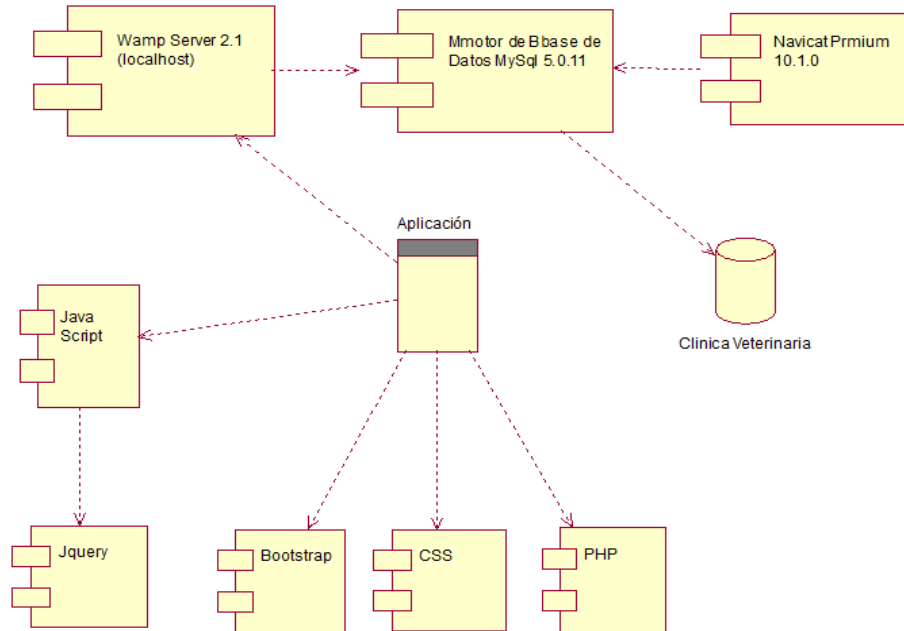 Wamp Server 2.1
(localhost)
Mmotor de Bbase de
Datos MySql 5.0.11
Navicat Prmium
10.1.0
Aplicación
Java
Script
Clinica Veterinaria
Jquery
Bootstrap
CSS
PHP